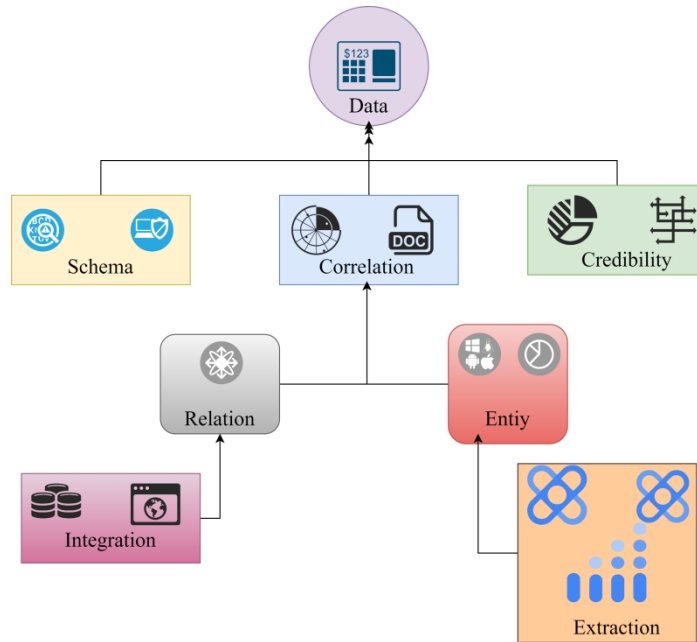 $123
Data
Schema
DOC
Correlation
Credibility
Relation
Entiy
Integration
Extraction